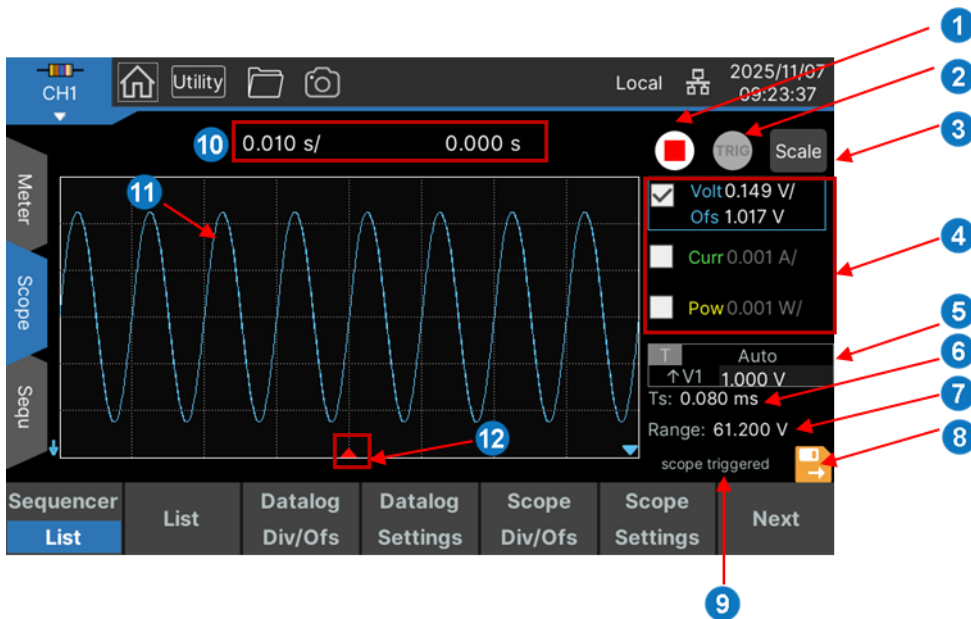 1
CH1
Utility
Local
2025/11/07
09:23:37
2
10
0.010 s/ 0.000 s
TRIG
Scale
3
Meter
11
Volt 0.149 V/
Ofs 1.017 V
Curr 0.001 A/
4
Scope
Pow 0.001 W/
5
T Auto
↑V1 1.000 V
6
Ts: 0.080 ms
Sequ
7
Range: 61.200 V
12
8
scope triggered
Sequencer
List
List
Datalog
Div/Ofs
Datalog
Settings
Scope
Div/Ofs
Scope
Settings
Next
9